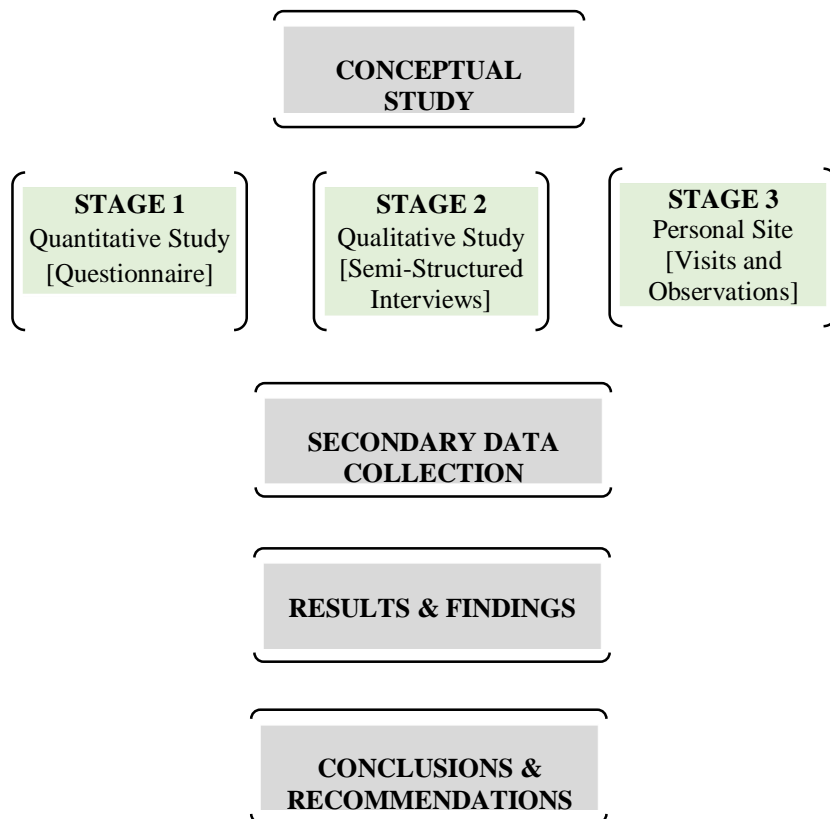 CONCEPTUAL
STUDY
STAGE 1
Quantitative Study
[Questionnaire]
STAGE 2
Qualitative Study
[Semi-Structured
Interviews]
STAGE 3
Personal Site
[Visits and
Observations]
SECONDARY DATA
COLLECTION
RESULTS & FINDINGS
CONCLUSIONS &
RECOMMENDATIONS